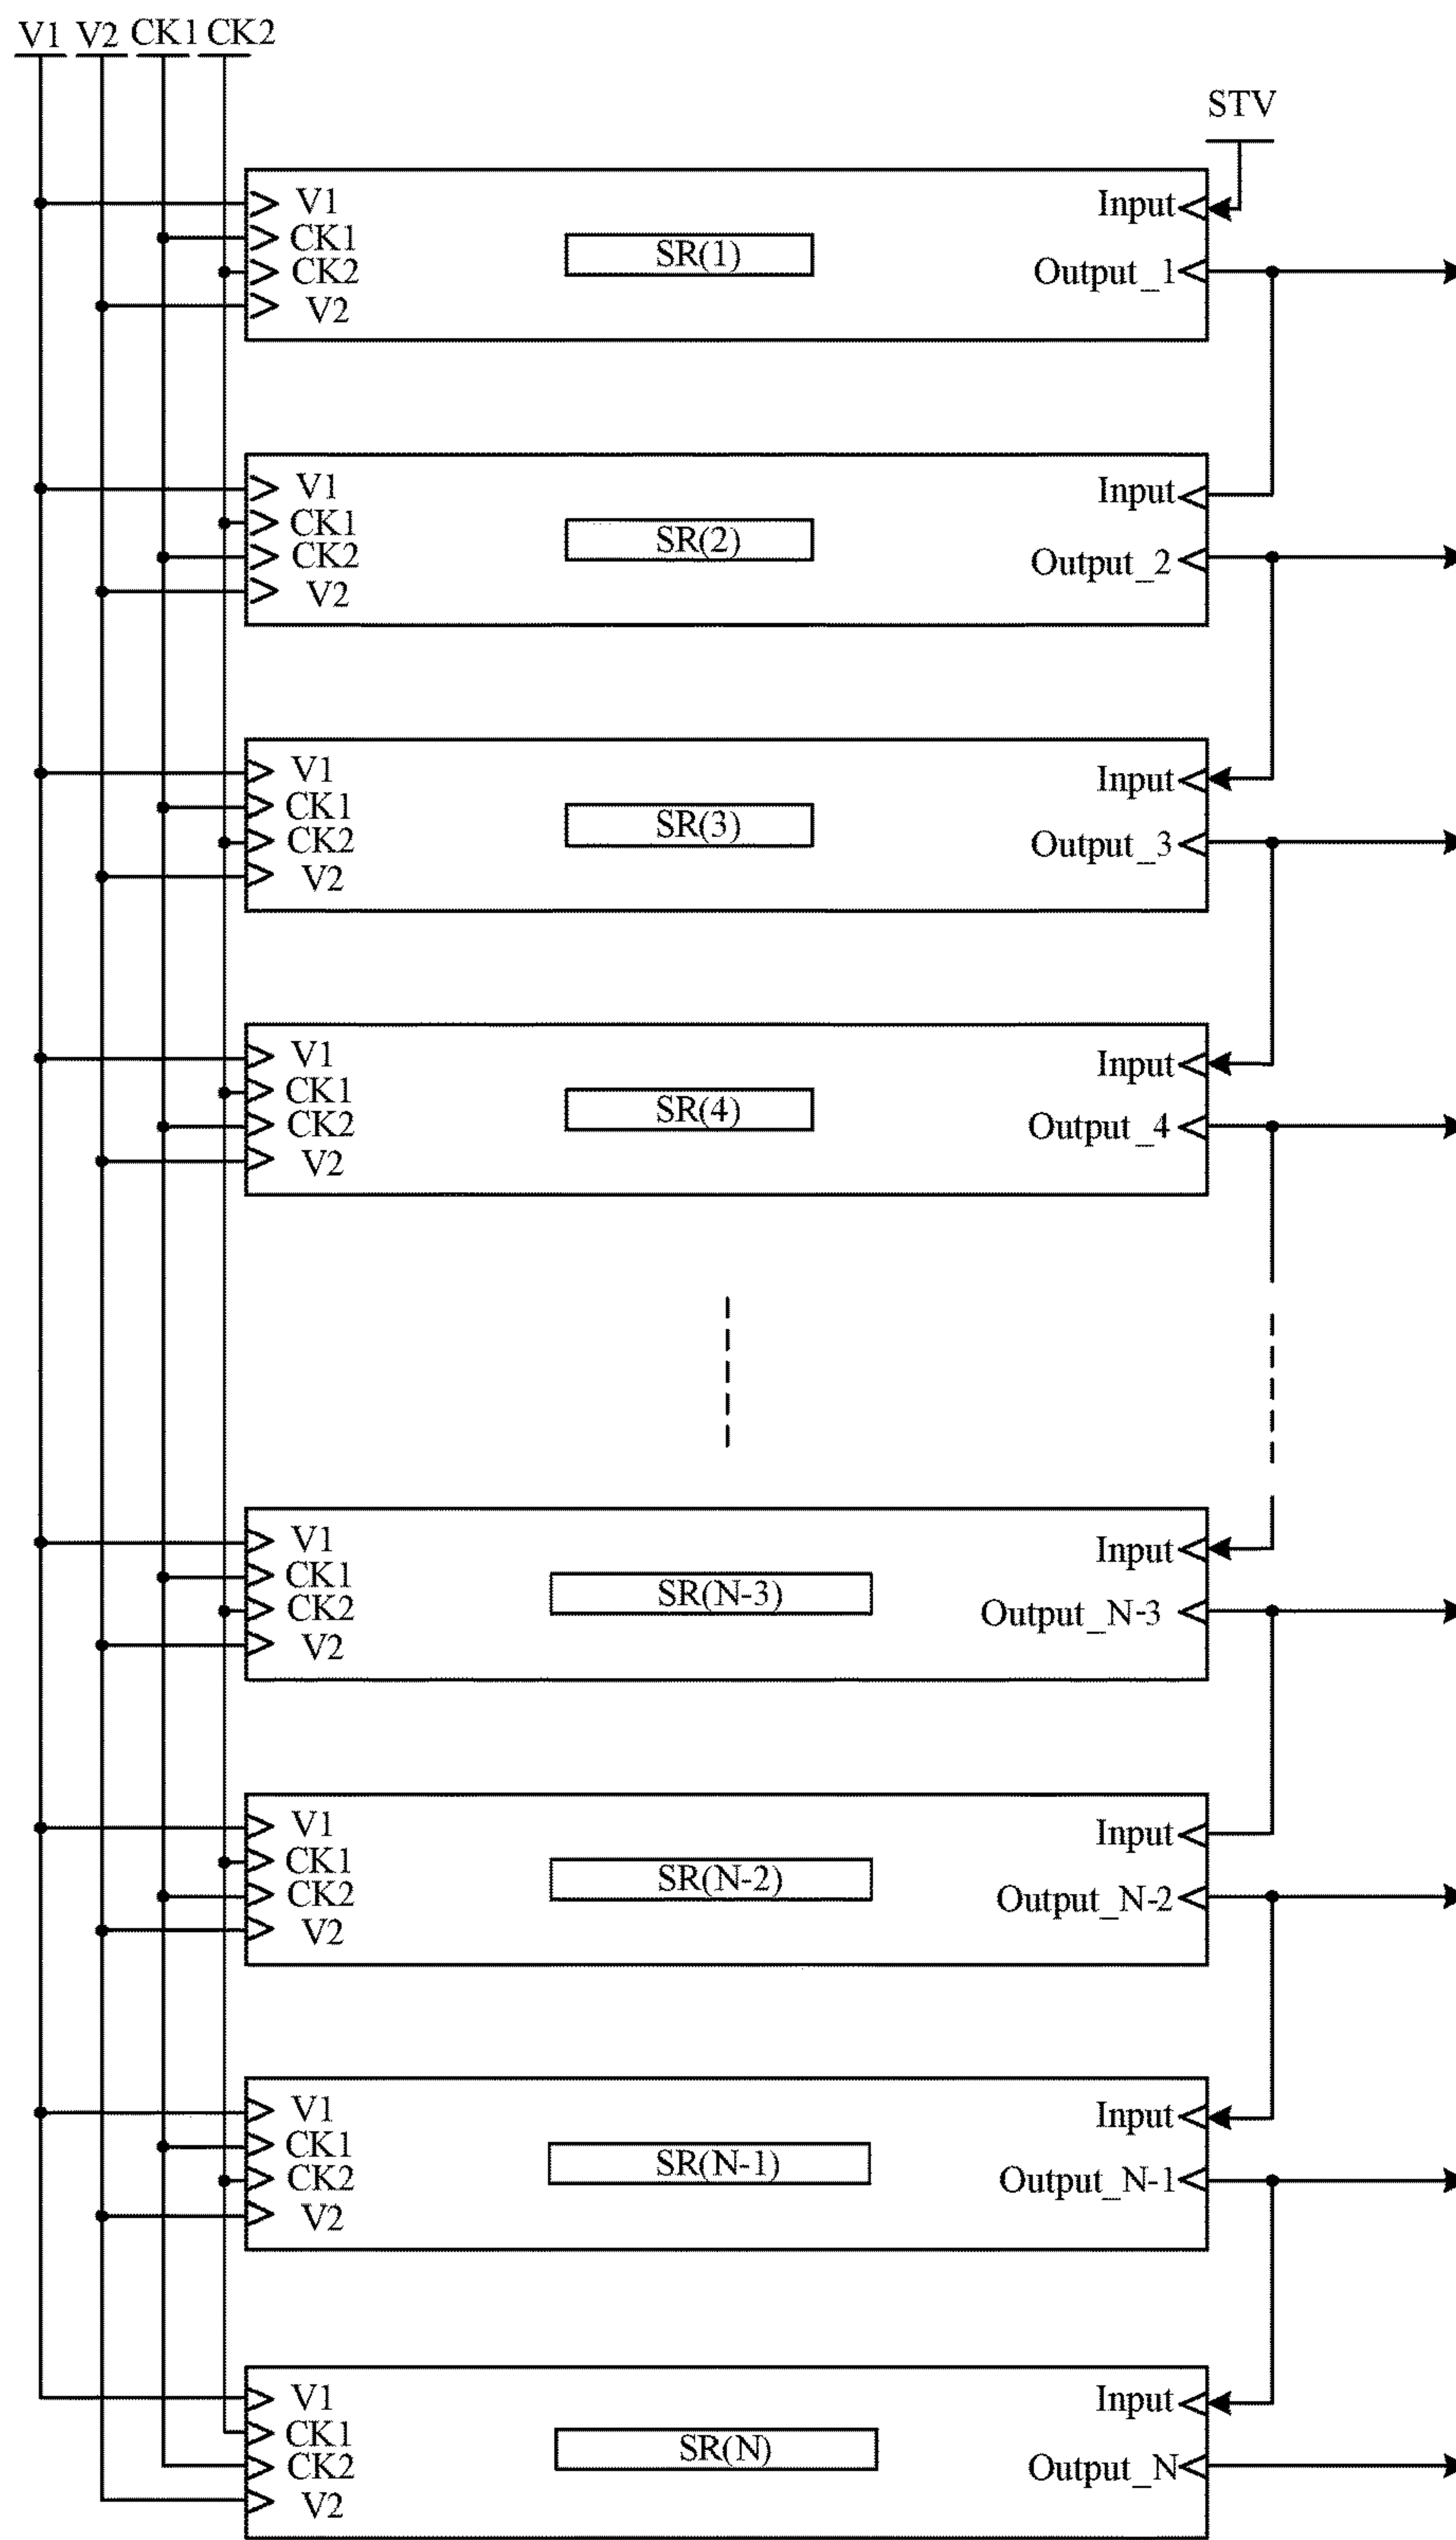 V1 V2 CK1 CK2
STV
V1
CK1
CK2
V2
SR(1)
Input
Output_1
V1
CK1
CK2
V2
SR(2)
Input
Output_2
V1
CK1
CK2
V2
SR(3)
Input
Output_3
V1
CK1
CK2
V2
SR(4)
Input
Output_4
V1
CK1
CK2
V2
SR(N-3)
Input
Output_N-3
V1
CK1
CK2
V2
SR(N-2)
Input
Output_N-2
V1
CK1
CK2
V2
SR(N-1)
Input
Output_N-1
V1
CK1
CK2
V2
SR(N)
Input
Output_N